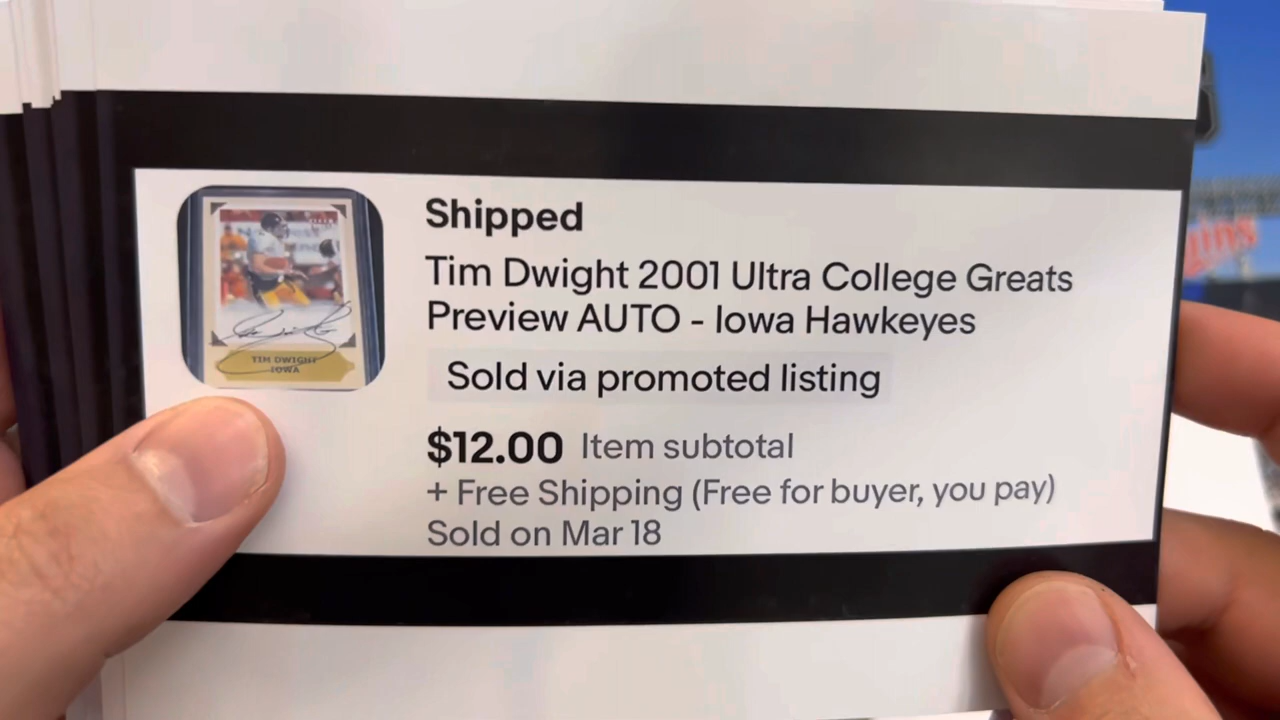 Shipped
Tim Dwight 2001 Ultra College Greats
Preview AUTO - Iowa Hawkeyes
Sold via promoted listing
$12.00 Item subtotal
+ Free Shipping (Free for buyer, you pay)
Sold on Mar 18
TIM DWIGHT
IOWA